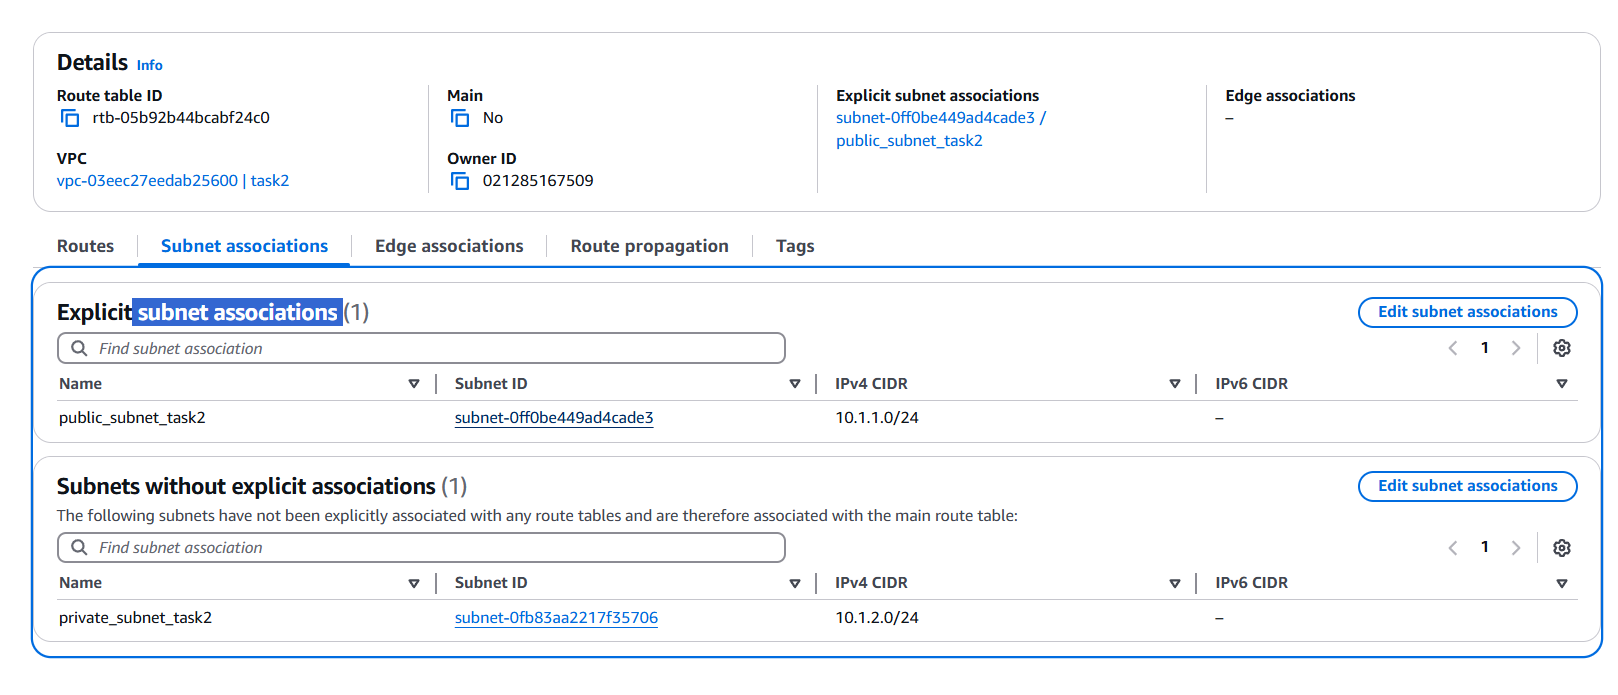 Details Info
Route table ID
rtb-05b92b44bcabf24c0
Main
No
Explicit subnet associations
subnet-0ff0be449ad4cade3 /
public_subnet_task2
Edge associations
–
VPC
vpc-03eec27eedab25600 | task2
Owner ID
021285167509
Routes Subnet associations Edge associations Route propagation Tags
Explicit subnet associations (1)
Edit subnet associations
Find subnet association
1
Name Subnet ID IPv4 CIDR IPv6 CIDR
public_subnet_task2 subnet-0ff0be449ad4cade3 10.1.1.0/24 –
Subnets without explicit associations (1)
Edit subnet associations
The following subnets have not been explicitly associated with any route tables and are therefore associated with the main route table:
Find subnet association
1
Name Subnet ID IPv4 CIDR IPv6 CIDR
private_subnet_task2 subnet-0fb83aa2217f35706 10.1.2.0/24 –